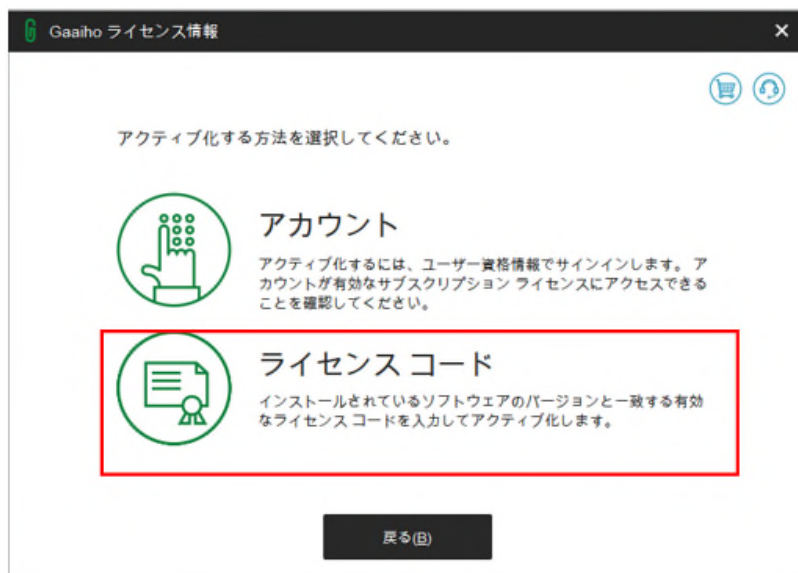 Gaaiho ライセンス情報
アクティブ化する方法を選択してください。
アカウント
アクティブ化するには、ユーザー資格情報でサインインします。 ア
カウントが有効なサブスクリプション ライセンスにアクセスできる
ことを確認してください。
ライセンス コード
インストールされているソフトウェアのバージョンと一致する有効
なライセンス コードを入力してアクティブ化します。
戻る(B)